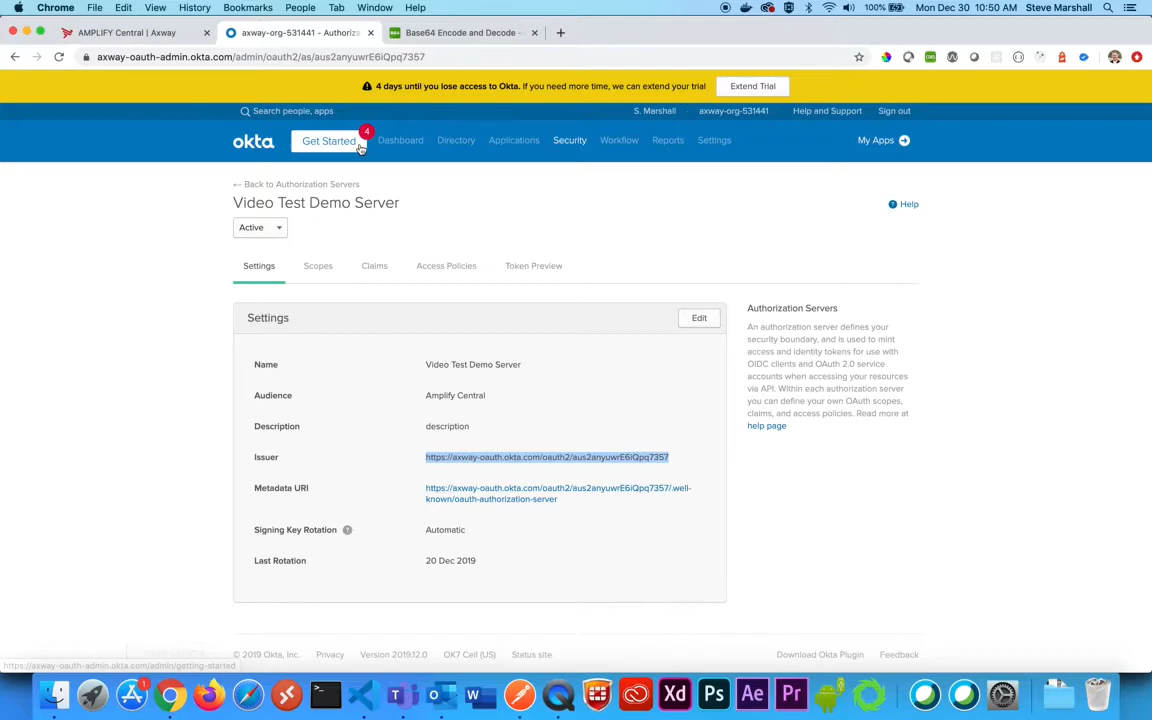 Chrome File Edit View History Bookmarks People Tab Window Help 100% Mon Dec 30 10:50 AM Steve Marshall
AMPLIFY Central | Axway axway-org-531441 - Authoriza Base64 Encode and Decode -
axway-oauth-admin.okta.com/admin/oauth2/as/aus2anyuwrE6iQpq7357
4 days until you lose access to Okta. If you need more time, we can extend your trial Extend Trial
Search people, apps S. Marshall axway-org-531441 Help and Support Sign out
okta Get Started 4 Dashboard Directory Applications Security Workflow Reports Settings My Apps
← Back to Authorization Servers
Video Test Demo Server
Help
Active
Settings Scopes Claims Access Policies Token Preview
Settings Edit
Name Video Test Demo Server
Audience Amplify Central
Description description
Issuer https://axway-oauth.okta.com/oauth2/aus2anyuwrE6iQpq7357
Metadata URI https://axway-oauth.okta.com/oauth2/aus2anyuwrE6iQpq7357/.well-
known/oauth-authorization-server
Signing Key Rotation ? Automatic
Last Rotation 20 Dec 2019
Authorization Servers
An authorization server defines your
security boundary, and is used to mint
access and identity tokens for use with
OIDC clients and OAuth 2.0 service
accounts when accessing your resources
via API. Within each authorization server
you can define your own OAuth scopes,
claims, and access policies. Read more at
help page
© 2019 Okta, Inc. Privacy Version 2019.12.0 OK7 Cell (US) Status site Download Okta Plugin Feedback
https://axway-oauth-admin.okta.com/admin/getting-started
1 Xd Ps Ae Pr